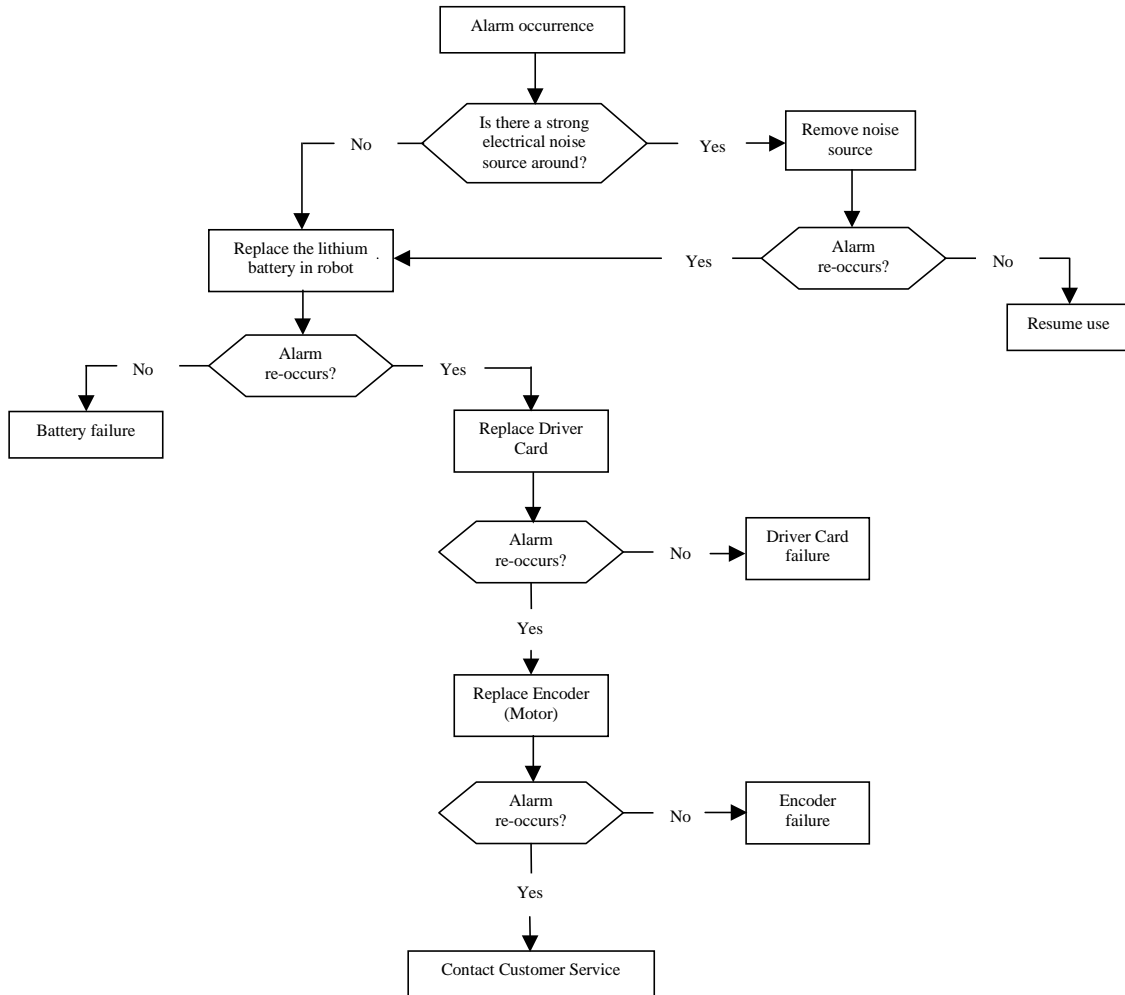 Alarm occurrence
Is there a strong
electrical noise
source around?
No
Yes
Remove noise
source
Replace the lithium
battery in robot
Yes
Alarm
re-occurs?
No
Resume use
Alarm
re-occurs?
No
Yes
Battery failure
Replace Driver
Card
Alarm
re-occurs?
No
Driver Card
failure
Yes
Replace Encoder
(Motor)
Alarm
re-occurs?
No
Encoder
failure
Yes
Contact Customer Service